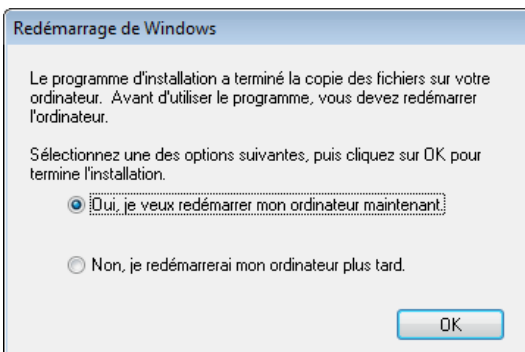 Redémarrage de Windows
Le programme d'installation a terminé la copie des fichiers sur votre
ordinateur.  Avant d'utiliser le programme, vous devez redémarrer
l'ordinateur.
Sélectionnez une des options suivantes, puis cliquez sur OK pour
termine l'installation.
Oui, je veux redémarrer mon ordinateur maintenant.
Non, je redémarrerai mon ordinateur plus tard.
OK